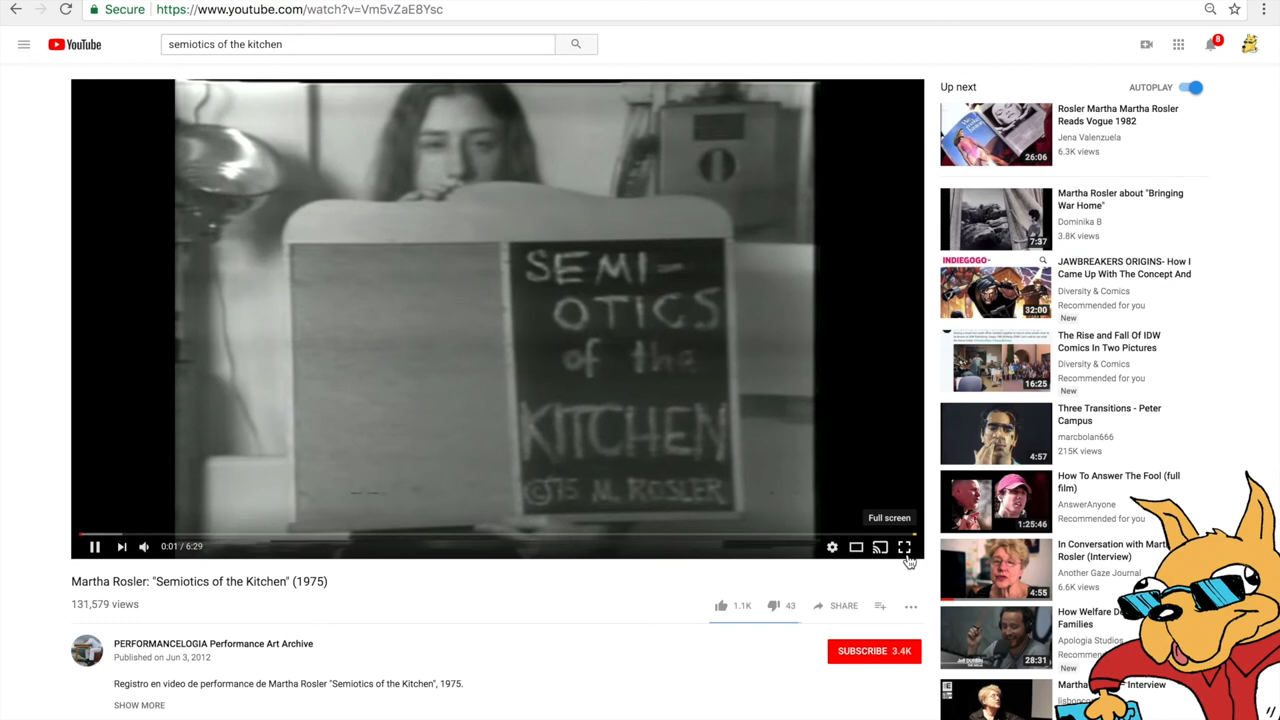 Secure
https://www.youtube.com/watch?v=Vm5vZaE8Ysc
YouTube
semiotics of the kitchen
8
SEMI-
OTICS
KITCHEN
© 75 M. ROSLER
Full screen
0:01 / 6:29
Martha Rosler: "Semiotics of the Kitchen" (1975)
131,579 views
1.1K
43
SHARE
PERFORMANCELOGIA Performance Art Archive
Published on Jun 3, 2012
SUBSCRIBE 3.4K
Registro en video de performance de Martha Rosler "Semiotics of the Kitchen", 1975.
SHOW MORE
Up next
AUTOPLAY
26:06
Rosler Martha Martha Rosler
Reads Vogue 1982
Jena Valenzuela
6.3K views
7:37
Martha Rosler about "Bringing
War Home"
Dominika B
3.8K views
INDIEGOGO
32:00
JAWBREAKERS ORIGINS- How I
Came Up With The Concept And
Diversity & Comics
Recommended for you
New
16:25
The Rise and Fall Of IDW
Comics In Two Pictures
Diversity & Comics
Recommended for you
New
4:57
Three Transitions - Peter
Campus
marcbolan666
215K views
1:25:46
How To Answer The Fool (full
film)
AnswerAnyone
Recommended for you
4:55
In Conversation with Mart
Rosler (Interview)
Another Gaze Journal
6.6K views
28:31
How Welfare D
Families
Apologia Studios
Recommen
New
Martha
Interview